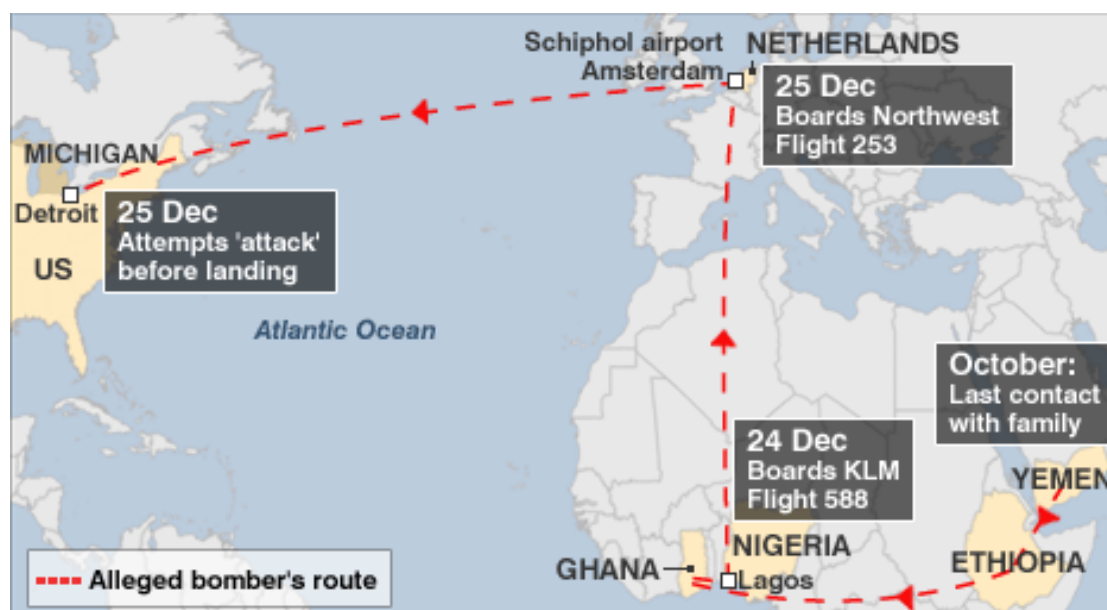 Schiphol airport
Amsterdam
NETHERLANDS
25 Dec
Boards Northwest
Flight 253
MICHIGAN
Detroit
25 Dec
Attempts 'attack'
before landing
US
Atlantic Ocean
October:
Last contact
with family
24 Dec
Boards KLM
Flight 588
YEMEN
NIGERIA
ETHIOPIA
GHANA
Lagos
Alleged bomber's route